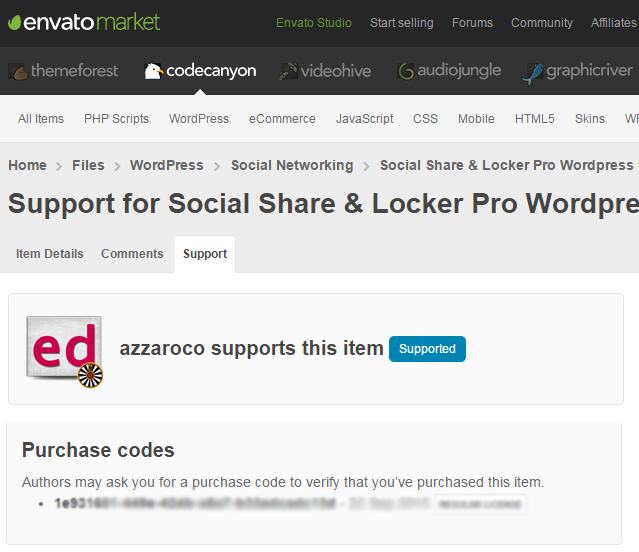 envatomarket Envato Studio Start selling Forums Community Affiliates
themeforest codecanyon videohive audiojungle graphicriver
All Items PHP Scripts WordPress eCommerce JavaScript CSS Mobile HTML5 Skins
Home > Files > WordPress > Social Networking > Social Share & Locker Pro Wordpress
Support for Social Share & Locker Pro Wordpre
Item Details Comments Support
ed
azzaroco supports this item Supported
Purchase codes
Authors may ask you for a purchase code to verify that you've purchased this item.